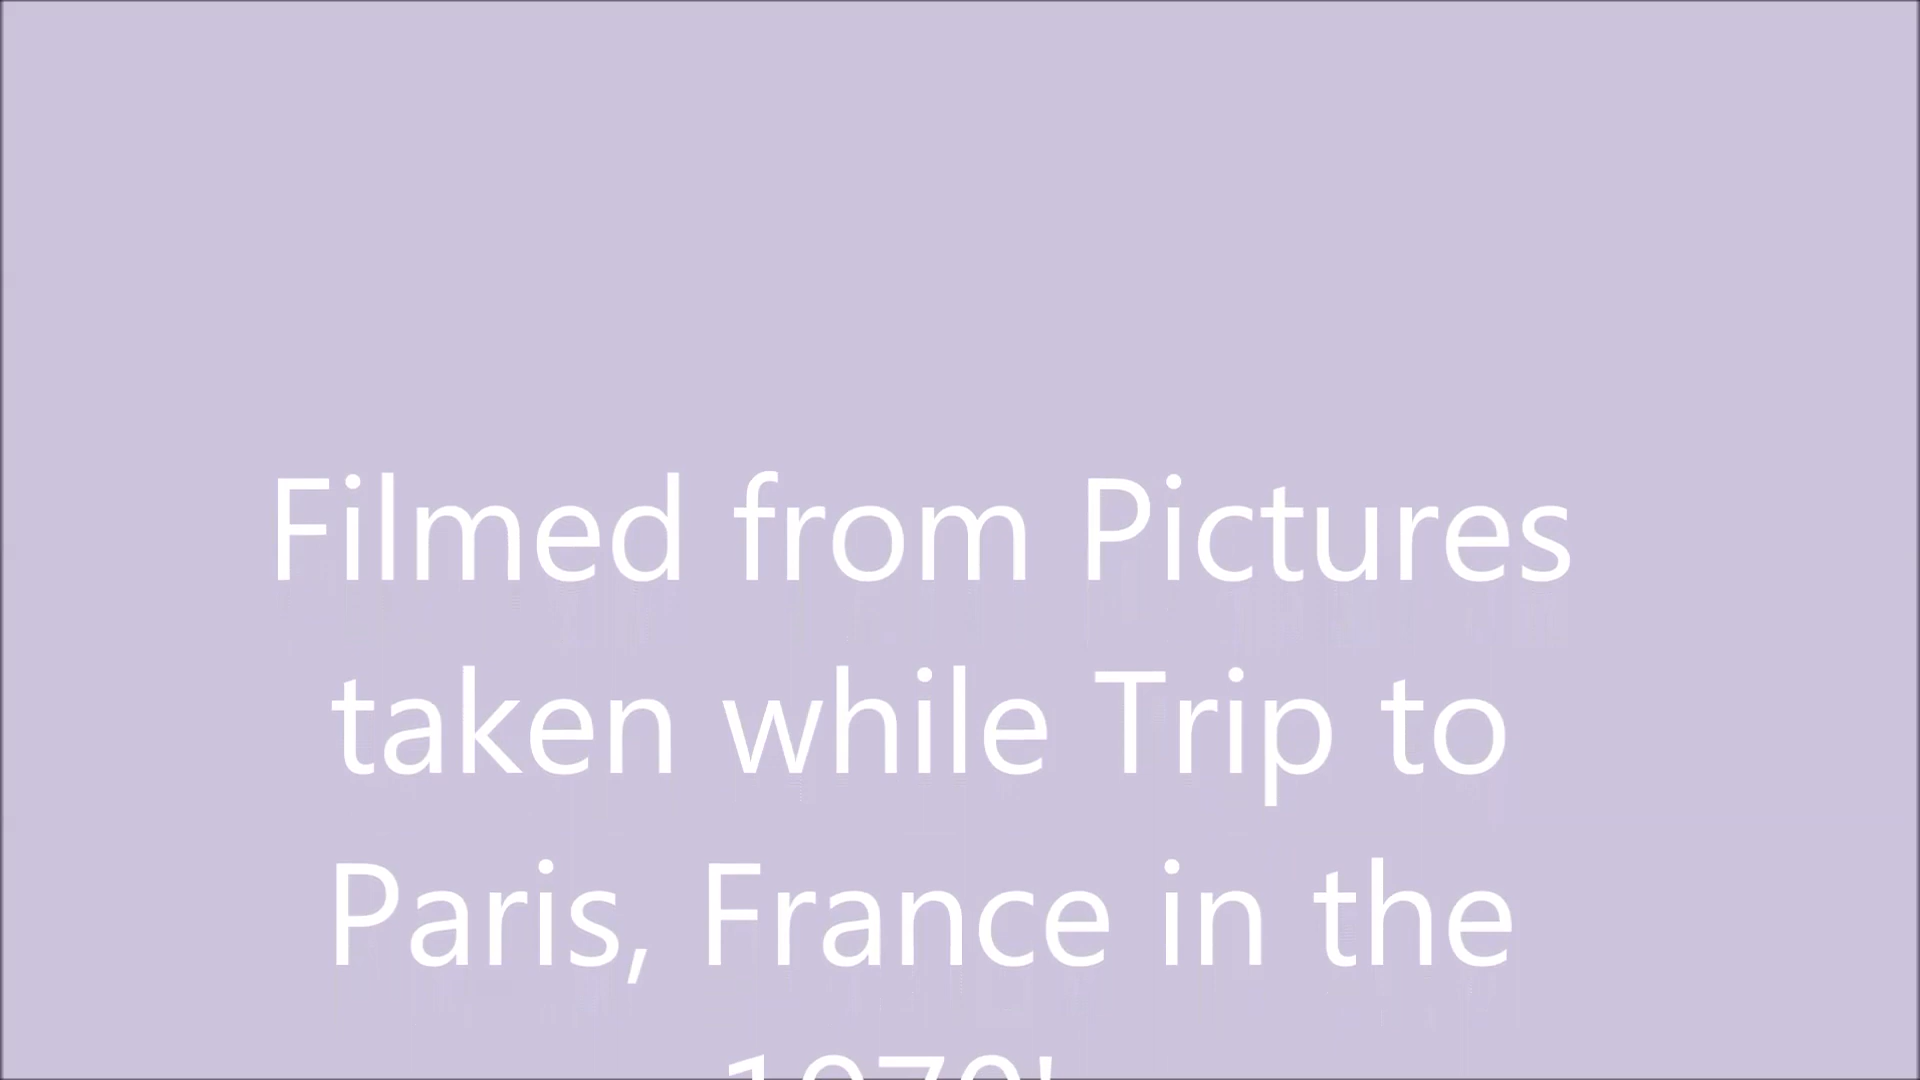 Filmed from Pictures
taken while Trip to
Paris, France in the